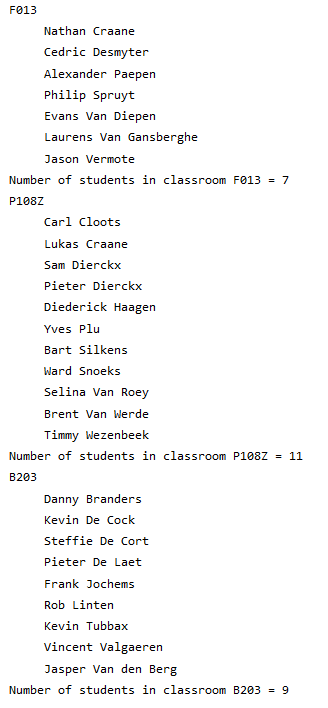 F013
Nathan Craane
Cedric Desmyter
Alexander Paepen
Philip Spruyt
Evans Van Diepen
Laurens Van Gansberghe
Jason Vermote
Number of students in classroom F013 = 7
P108Z
Carl Cloots
Lukas Craane
Sam Dierckx
Pieter Dierckx
Diederick Haagen
Yves Plu
Bart Silkens
Ward Snoeks
Selina Van Roey
Brent Van Werde
Timmy Wezenbeek
Number of students in classroom P108Z = 11
B203
Danny Branders
Kevin De Cock
Steffie De Cort
Pieter De Laet
Frank Jochems
Rob Linten
Kevin Tubbax
Vincent Valgaeren
Jasper Van den Berg
Number of students in classroom B203 = 9